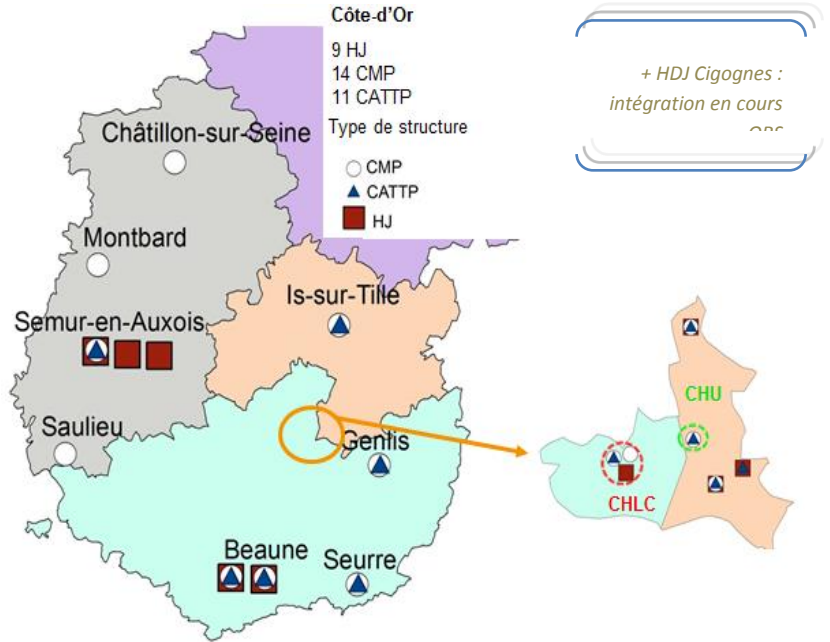 Côte-d'Or
9 HJ
14 CMP
11 CATTP
Type de structure
CMP
CATTP
HJ
+ HDJ Cigognes :
intégration en cours
Châtillon-sur-Seine
Montbard
Is-sur-Tille
Semur-en-Auxois
Saulieu
Genlis
Beaune
Seurre
CHU
CHLC